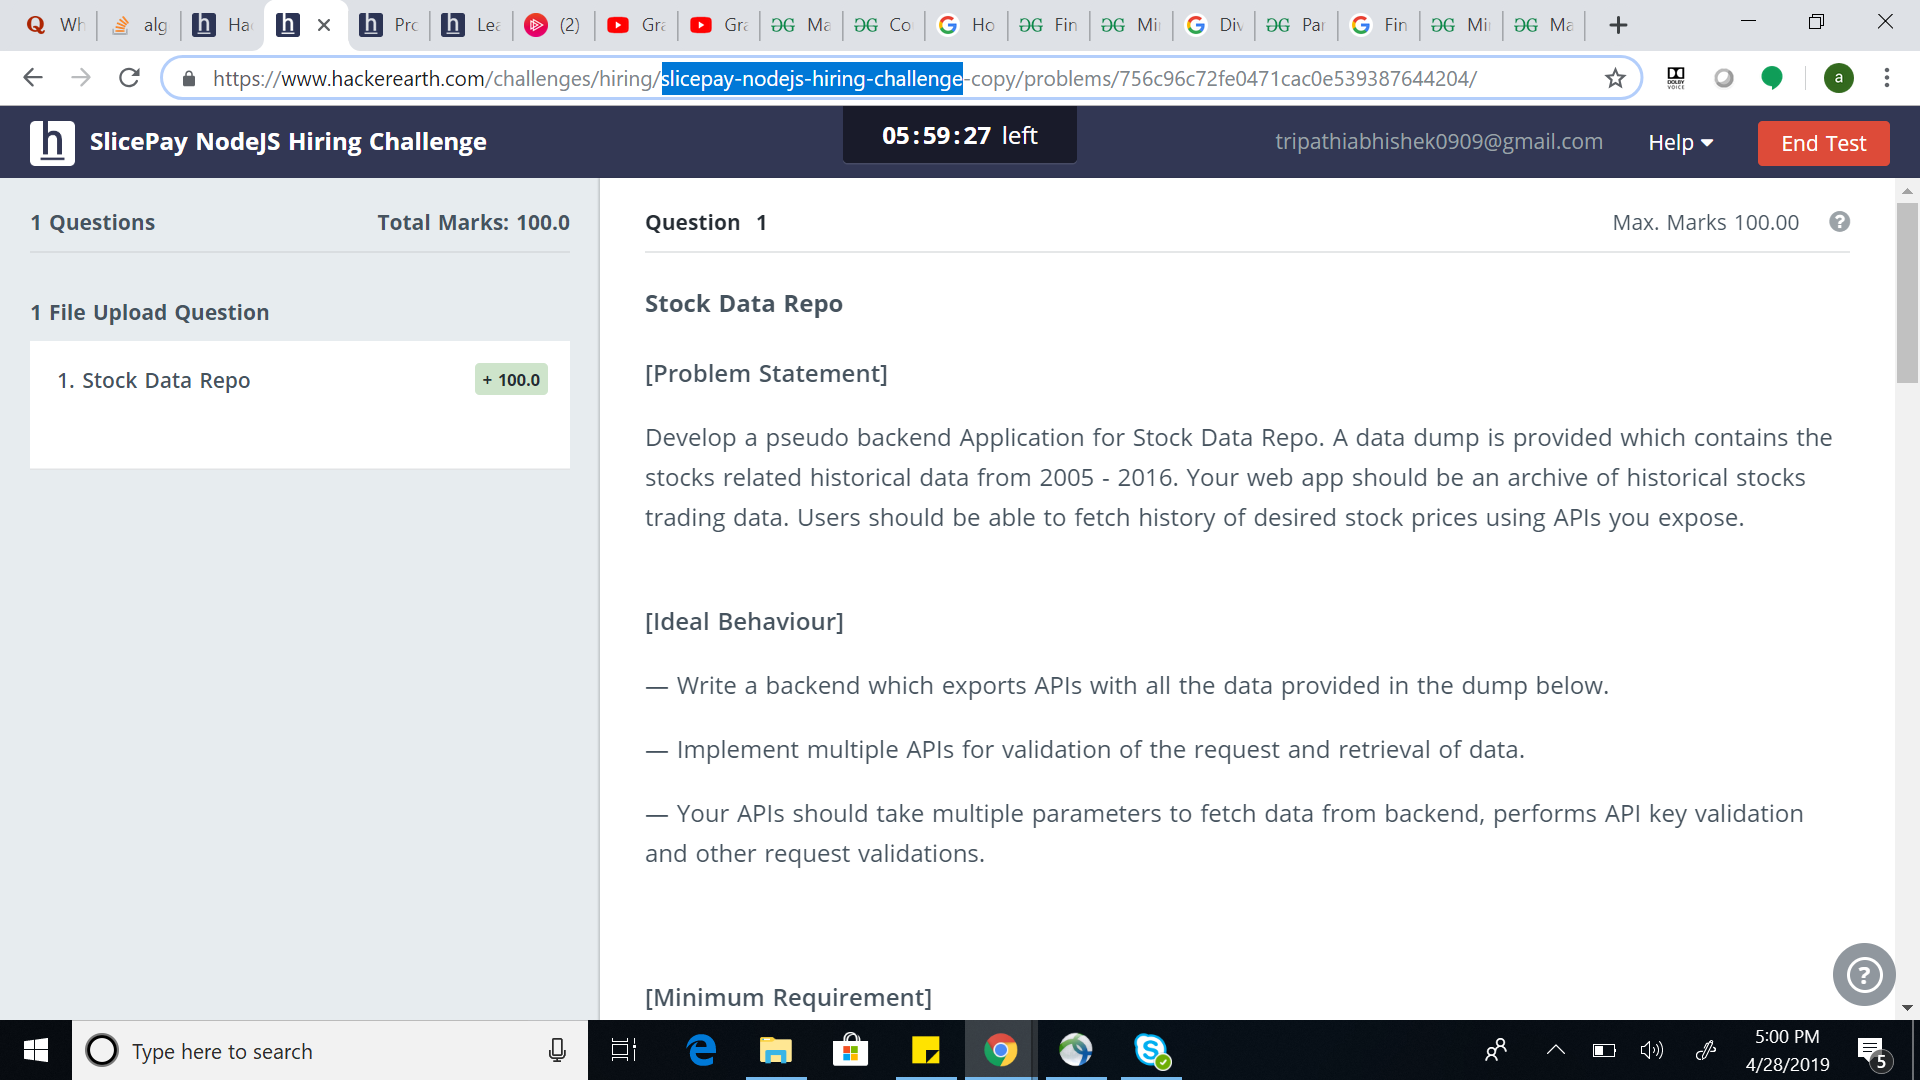 Wh
alg
Ha
Pro
Lea
(2)
Gra
Gra
Ma
Co
Ho
Fin
Mi
Div
Par
Fin
Mi
Ma
https://www.hackerearth.com/challenges/hiring/slicepay-nodejs-hiring-challenge-copy/problems/756c96c72fe0471cac0e539387644204/
DOLBY
VOICE
a
h SlicePay NodeJS Hiring Challenge
05:59:27 left
tripathiabhishek0909@gmail.com
Help
End Test
1 Questions
Total Marks: 100.0
1 File Upload Question
1. Stock Data Repo
+ 100.0
Question 1
Max. Marks 100.00
?
Stock Data Repo
[Problem Statement]
Develop a pseudo backend Application for Stock Data Repo. A data dump is provided which contains the
stocks related historical data from 2005 - 2016. Your web app should be an archive of historical stocks
trading data. Users should be able to fetch history of desired stock prices using APIs you expose.
[Ideal Behaviour]
— Write a backend which exports APIs with all the data provided in the dump below.
— Implement multiple APIs for validation of the request and retrieval of data.
— Your APIs should take multiple parameters to fetch data from backend, performs API key validation
and other request validations.
[Minimum Requirement]
?
Type here to search
5:00 PM
4/28/2019
5